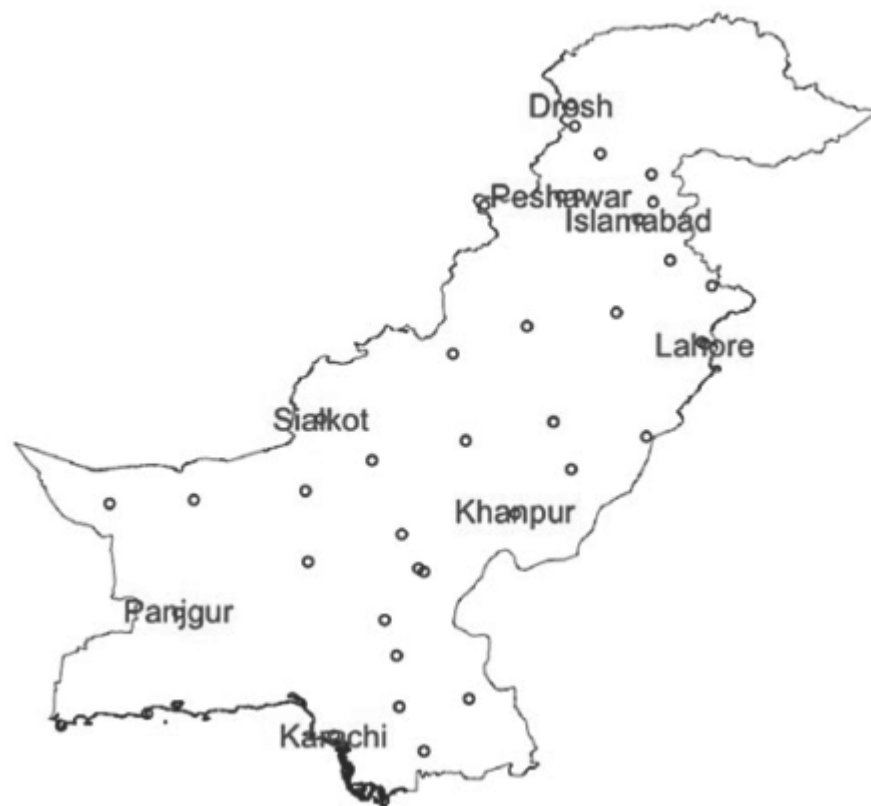 Drosh
Peshawar
Islamabad
Lahore
Sialkot
Khanpur
Panjgur
Karachi